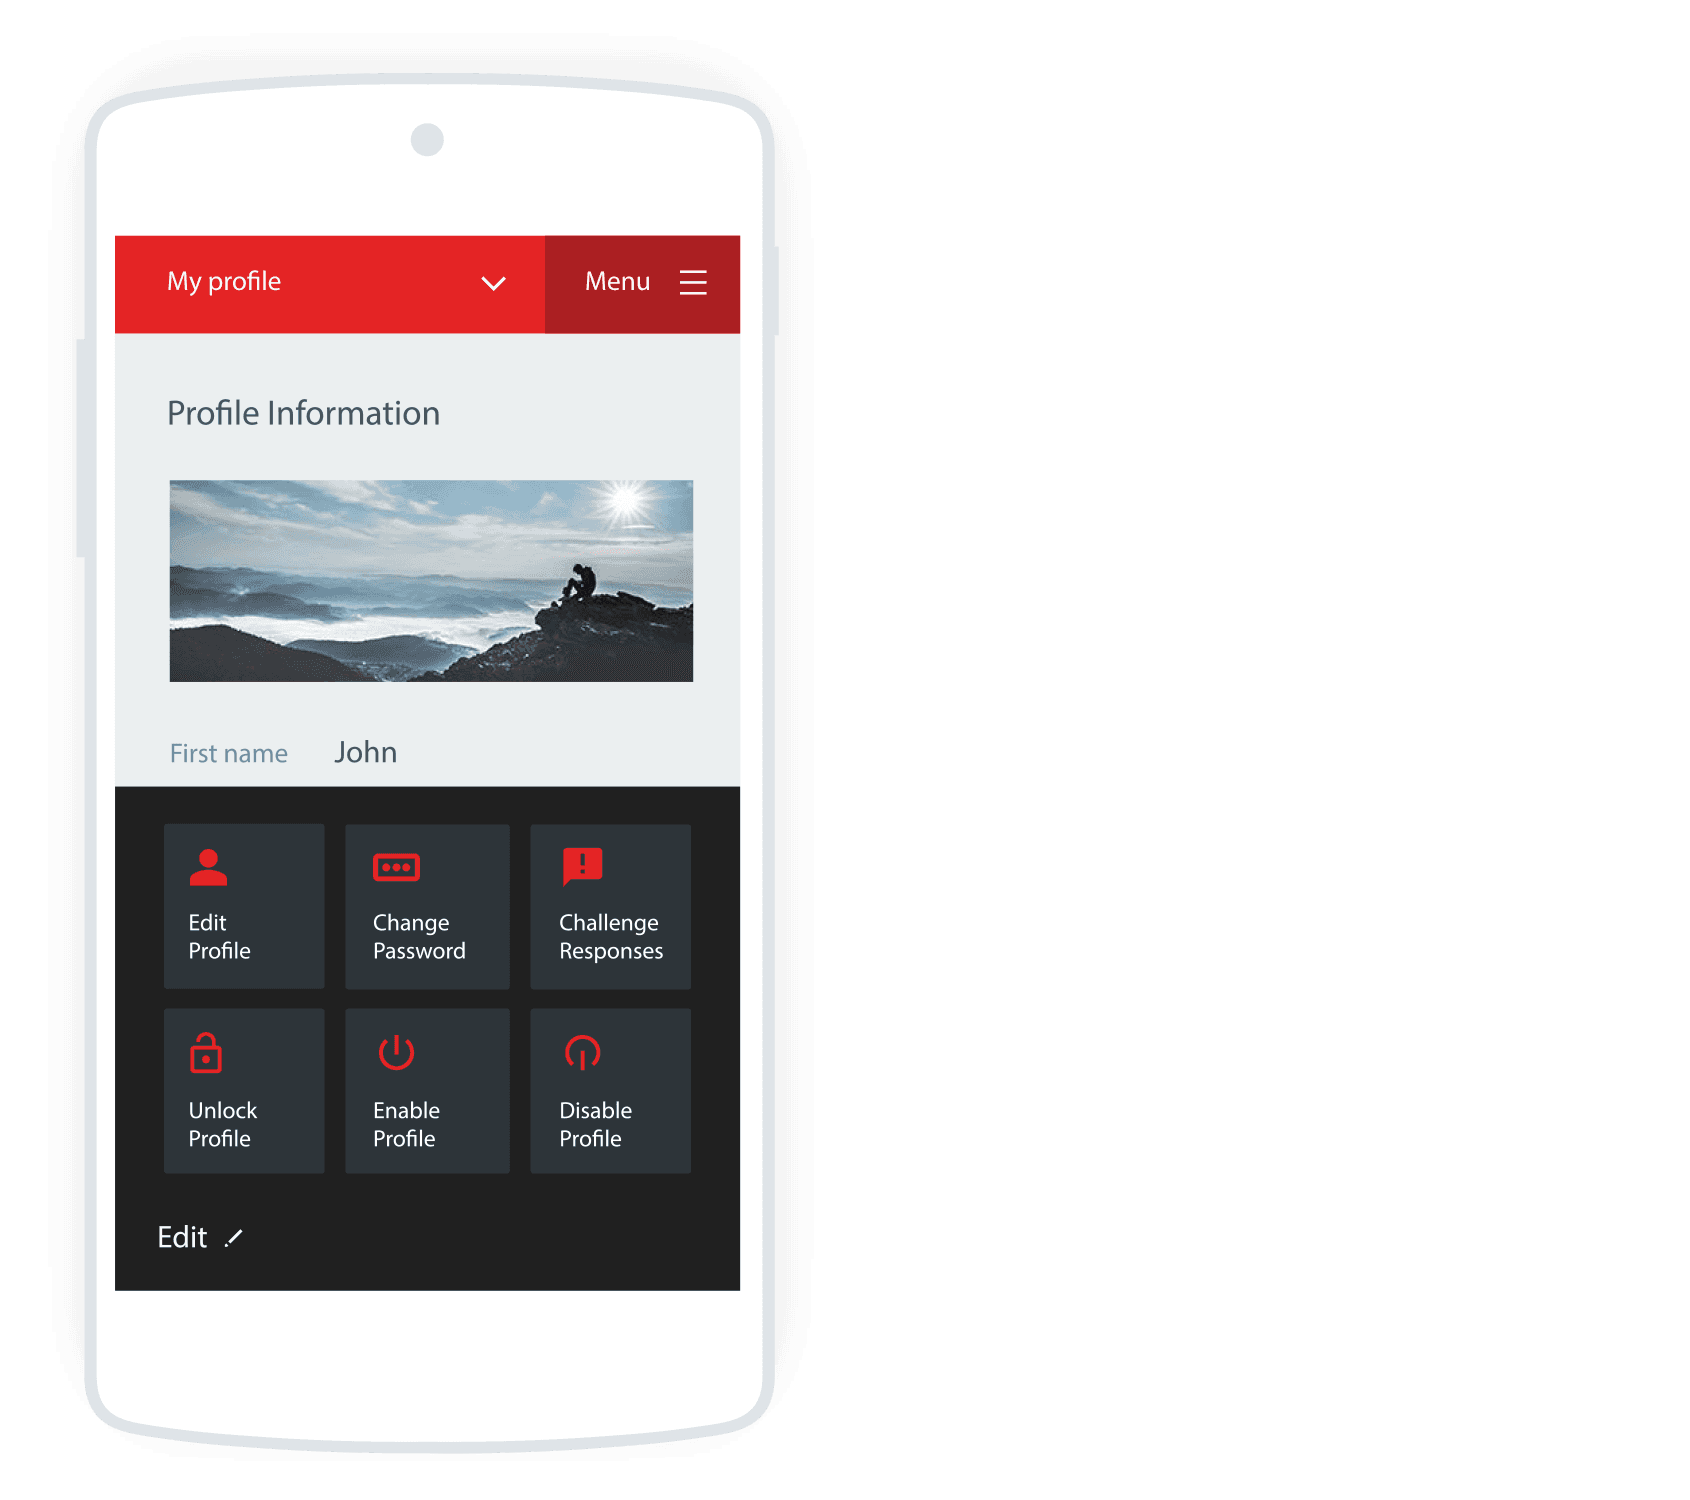 My profile
Menu
Profile Information
First name John
Edit
Profile
Change
Password
Challenge
Responses
Unlock
Profile
Enable
Profile
Disable
Profile
Edit